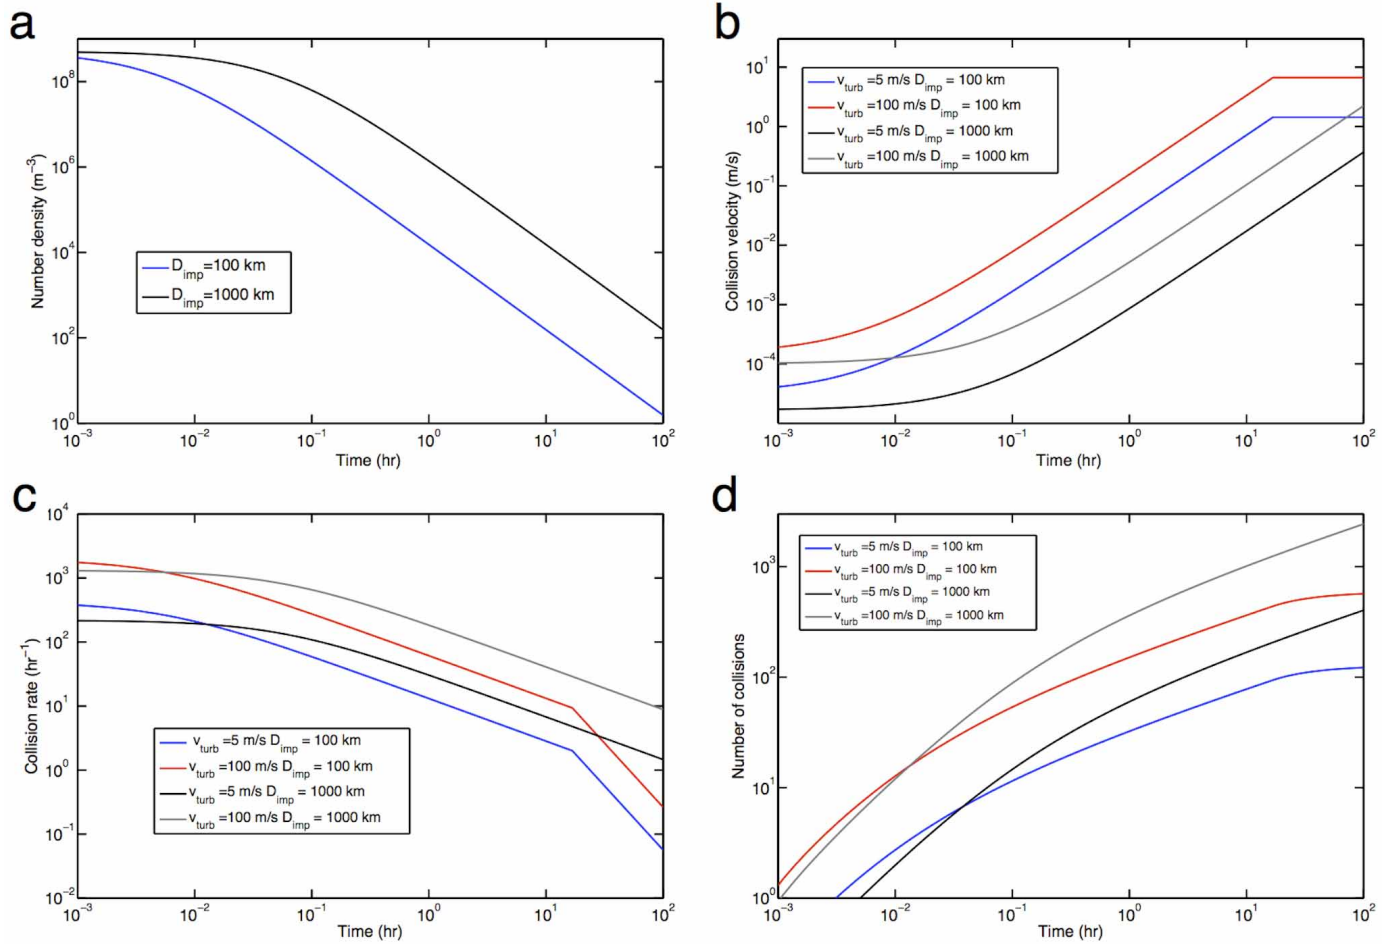 a
10^8
10^6
10^4
10^2
10^0
Number density (m^-3)
D_imp=100 km
D_imp=1000 km
10^-3 10^-2 10^-1 10^0 10^1 10^2
Time (hr)
b
10^1
10^0
10^-1
10^-2
10^-3
10^-4
Collision velocity (m/s)
v_turb =5 m/s D_imp = 100 km
v_turb =100 m/s D_imp = 100 km
v_turb =5 m/s D_imp = 1000 km
v_turb =100 m/s D_imp = 1000 km
10^-3 10^-2 10^-1 10^0 10^1 10^2
Time (hr)
c
10^4
10^3
10^2
10^1
10^0
10^-1
10^-2
Collision rate (hr^-1)
v_turb =5 m/s D_imp = 100 km
v_turb =100 m/s D_imp = 100 km
v_turb =5 m/s D_imp = 1000 km
v_turb =100 m/s D_imp = 1000 km
10^-3 10^-2 10^-1 10^0 10^1 10^2
Time (hr)
d
10^3
10^2
10^1
10^0
Number of collisions
v_turb =5 m/s D_imp = 100 km
v_turb =100 m/s D_imp = 100 km
v_turb =5 m/s D_imp = 1000 km
v_turb =100 m/s D_imp = 1000 km
10^-3 10^-2 10^-1 10^0 10^1 10^2
Time (hr)